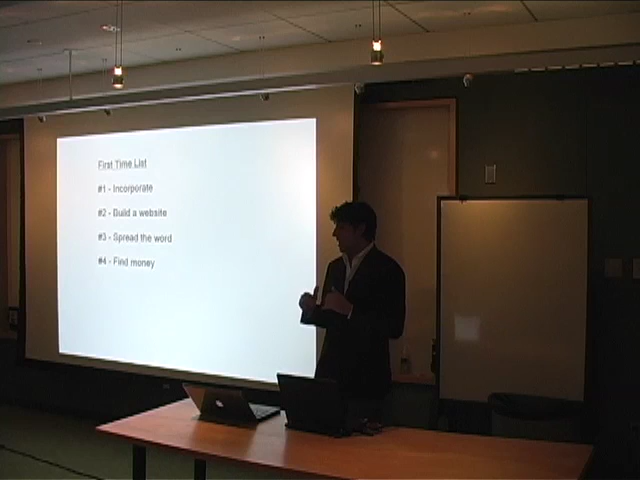 First Time List
#1 - Incorporate
#2 - Build a website
#3 - Spread the word
#4 - Find money